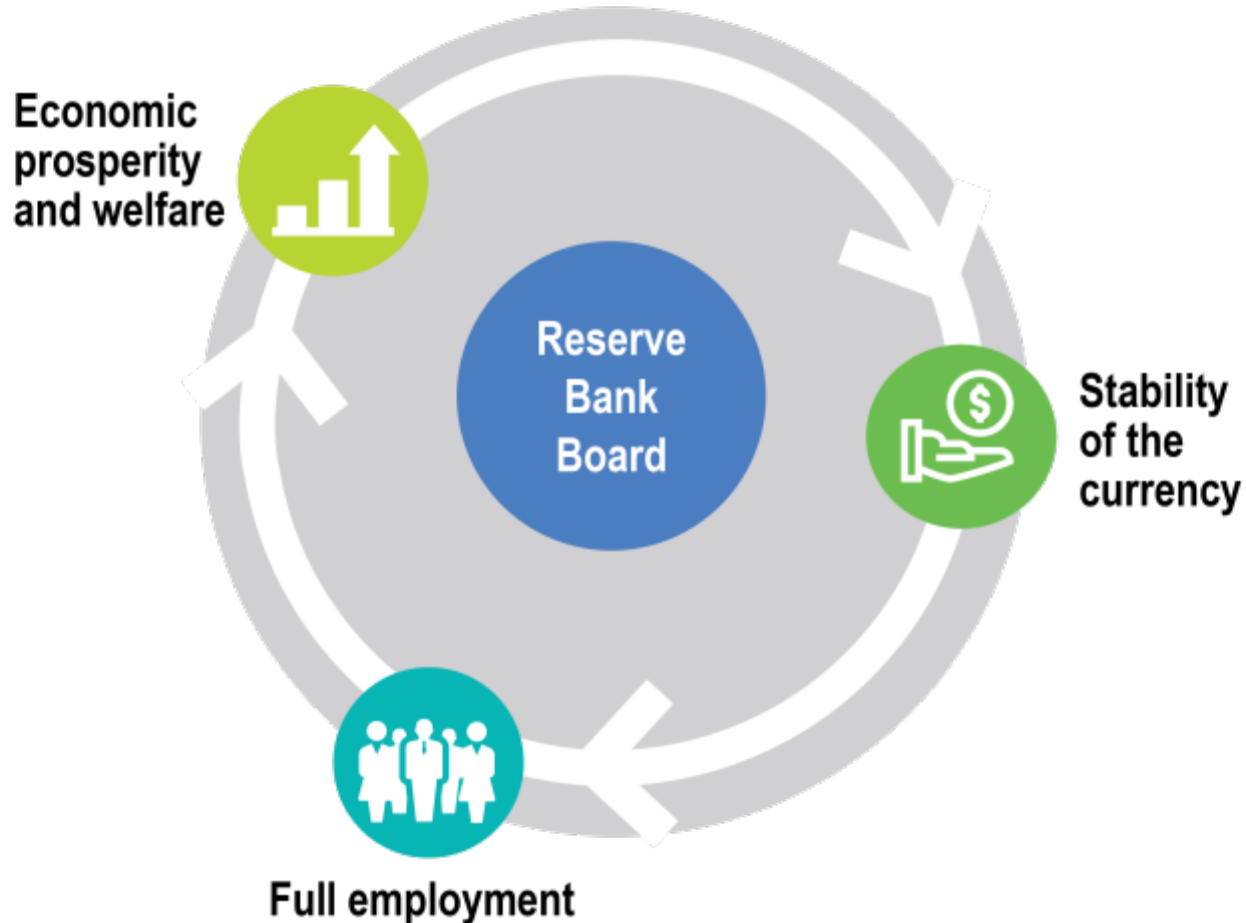 Economic
prosperity
and welfare
Reserve
Bank
Board
$
Stability
of the
currency
Full employment